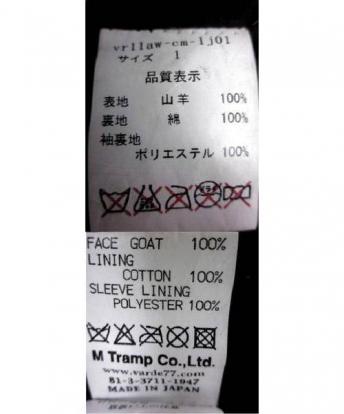 vr11aw-cm-lj01
サイズ 1
品質表示
表地 山羊 100%
裏地 綿 100%
袖裏地
ポリエステル 100%
FACE GOAT 100%
LINING
COTTON 100%
SLEEVE LINING
POLYESTER 100%
M Tramp Co.,Ltd.
www.varde77.com
81-3-3711-1947
MADE IN JAPAN